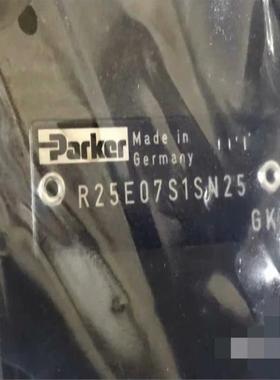 Parker Made in
Germany
R25E07S1SN25
GK